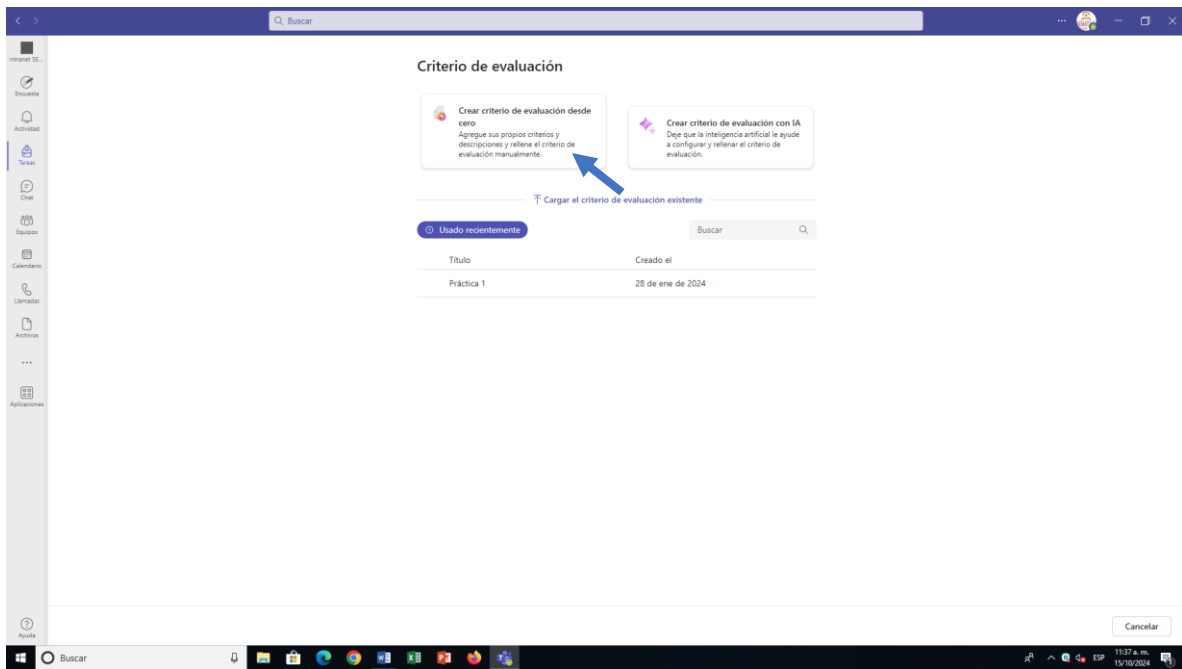 Buscar
Intranet SE...
Encuesta
Actividad
Tareas
Chat
Equipos
Calendario
Llamadas
Archivos
Aplicaciones
Ayuda
Criterio de evaluación
Crear criterio de evaluación desde
cero
Agregue sus propios criterios y
descripciones y rellene el criterio de
evaluación manualmente.
Crear criterio de evaluación con IA
Deje que la inteligencia artificial le ayude
a configurar y rellenar el criterio de
evaluación.
Cargar el criterio de evaluación existente
Usado recientemente
Buscar
Título Creado el
Práctica 1 28 de ene de 2024
Cancelar
Buscar
ESP
11:37 a. m.
15/10/2024